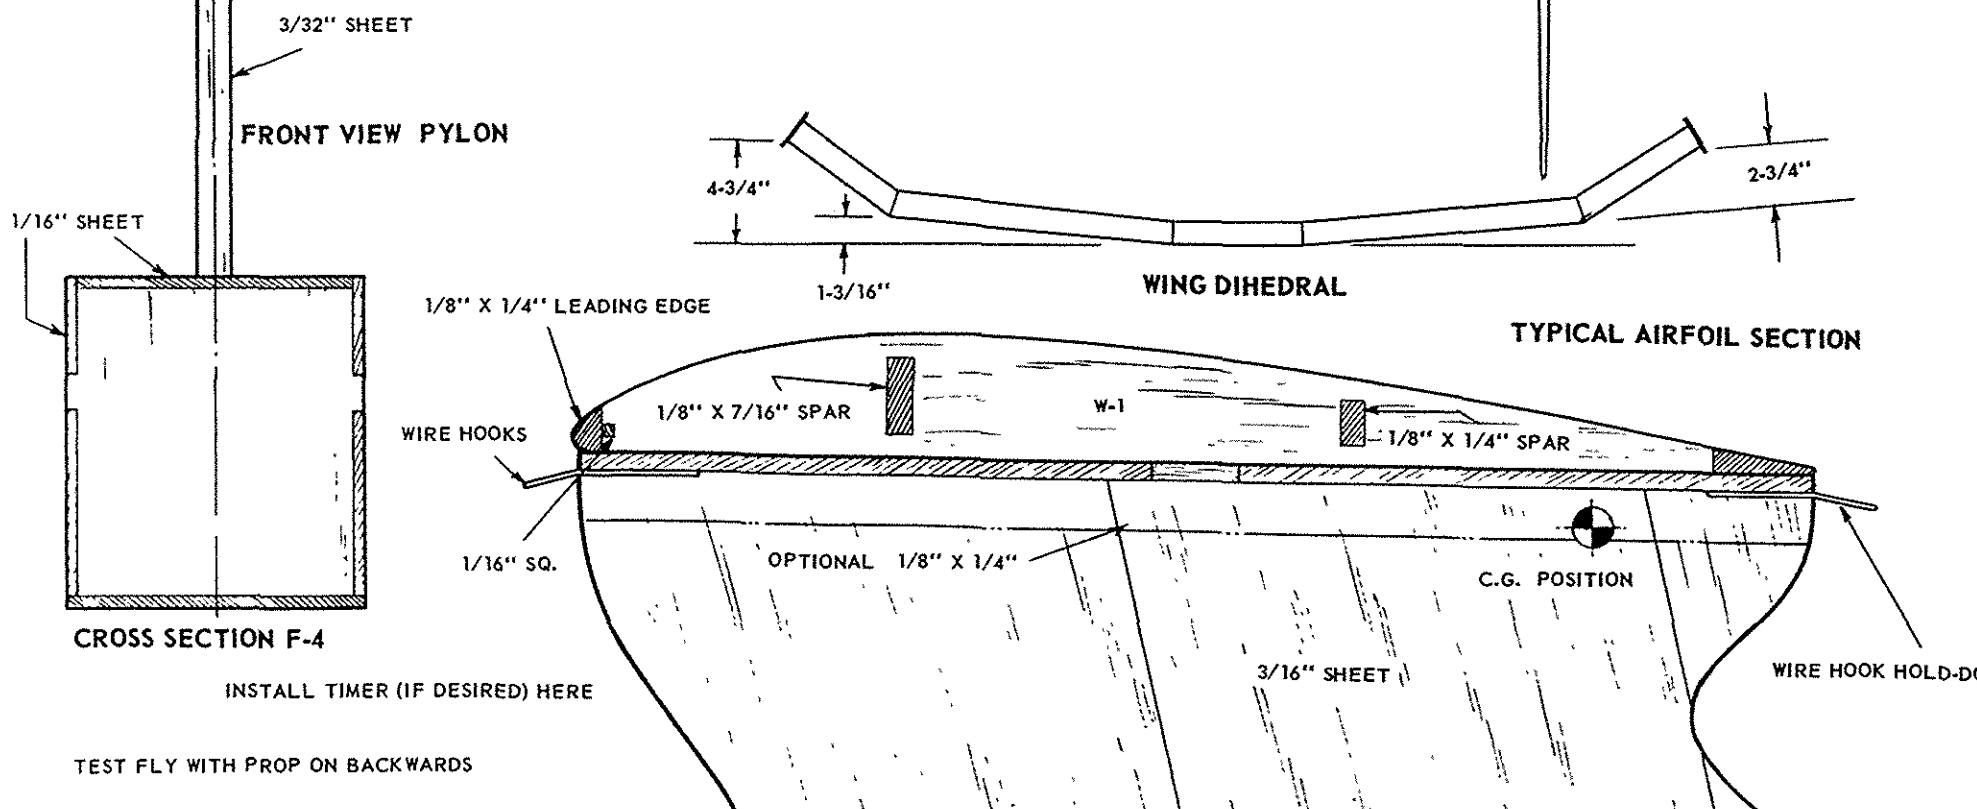 3/32" SHEET
FRONT VIEW PYLON
1/16" SHEET
4-3/4"
2-3/4"
1-3/16"
WING DIHEDRAL
1/8" X 1/4" LEADING EDGE
TYPICAL AIRFOIL SECTION
1/8" X 7/16" SPAR
W-1
WIRE HOOKS
1/8" X 1/4" SPAR
1/16" SQ.
OPTIONAL 1/8" X 1/4"
C.G. POSITION
CROSS SECTION F-4
3/16" SHEET
WIRE HOOK HOLD-DO
INSTALL TIMER (IF DESIRED) HERE
TEST FLY WITH PROP ON BACKWARDS